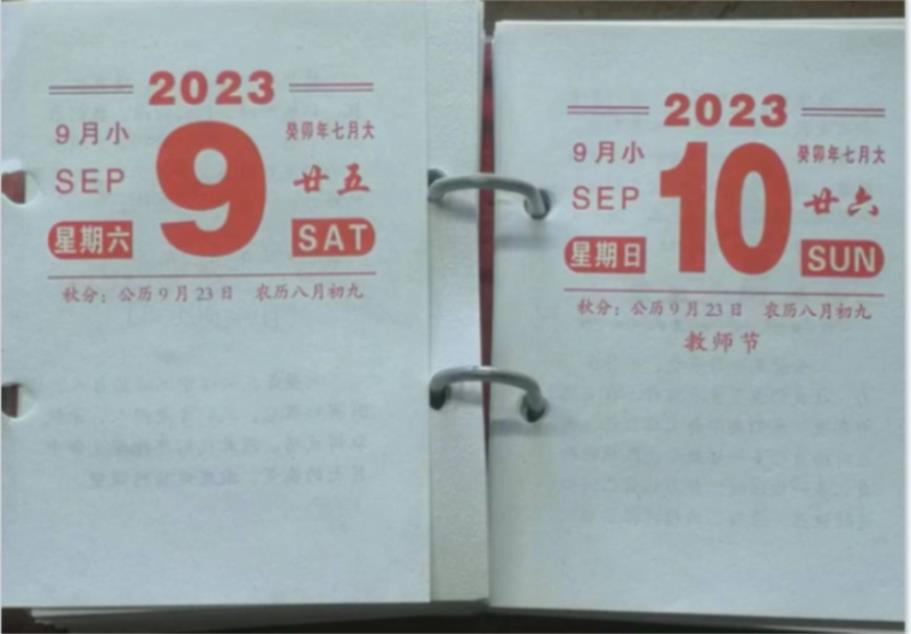 2023
9月小
癸卯年七月大
SEP
9
廿五
星期六
SAT
秋分：公历9月23日 农历八月初九
2023
9月小
癸卯年七月大
SEP
10
廿六
星期日
SUN
秋分：公历9月23日 农历八月初九
教师节